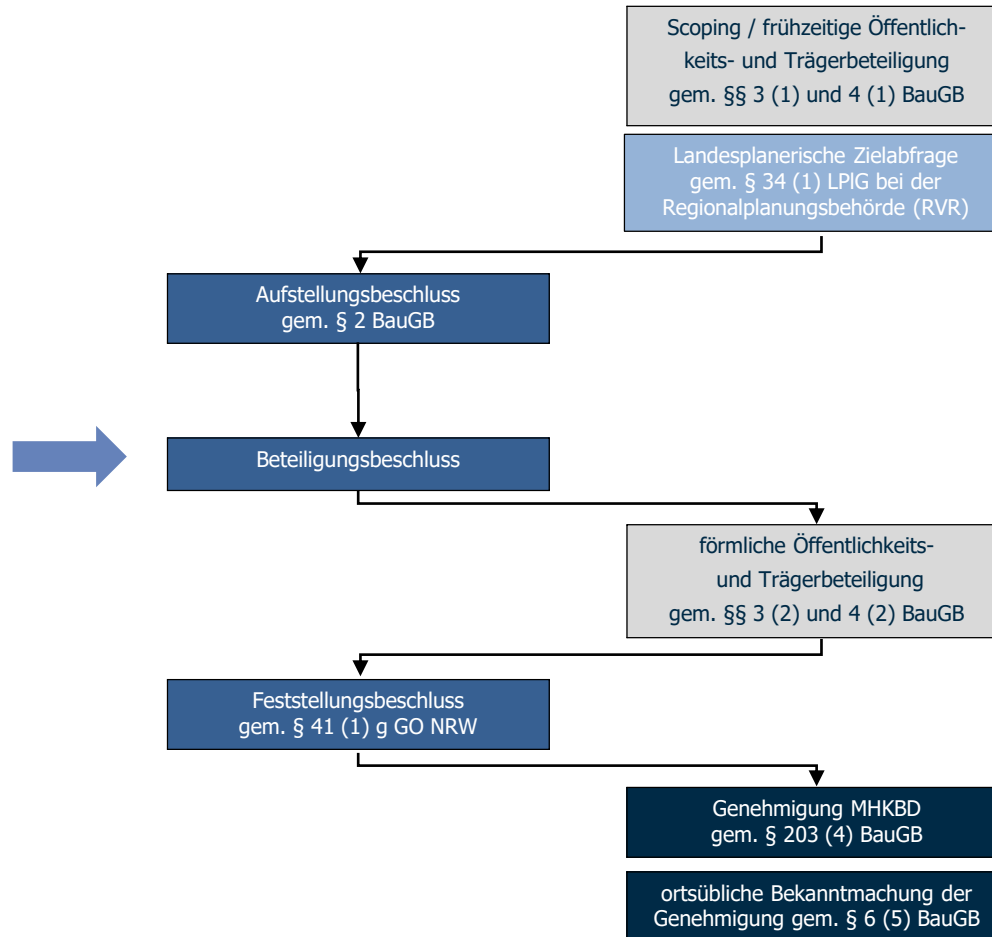 Scoping / frühzeitige Öffentlich-
keits- und Trägerbeteiligung
gem. §§ 3 (1) und 4 (1) BauGB
Landesplanerische Zielabfrage
gem. § 34 (1) LPlG bei der
Regionalplanungsbehörde (RVR)
Aufstellungsbeschluss
gem. § 2 BauGB
Beteiligungsbeschluss
förmliche Öffentlichkeits-
und Trägerbeteiligung
gem. §§ 3 (2) und 4 (2) BauGB
Feststellungsbeschluss
gem. § 41 (1) g GO NRW
Genehmigung MHKBD
gem. § 203 (4) BauGB
ortsübliche Bekanntmachung der
Genehmigung gem. § 6 (5) BauGB